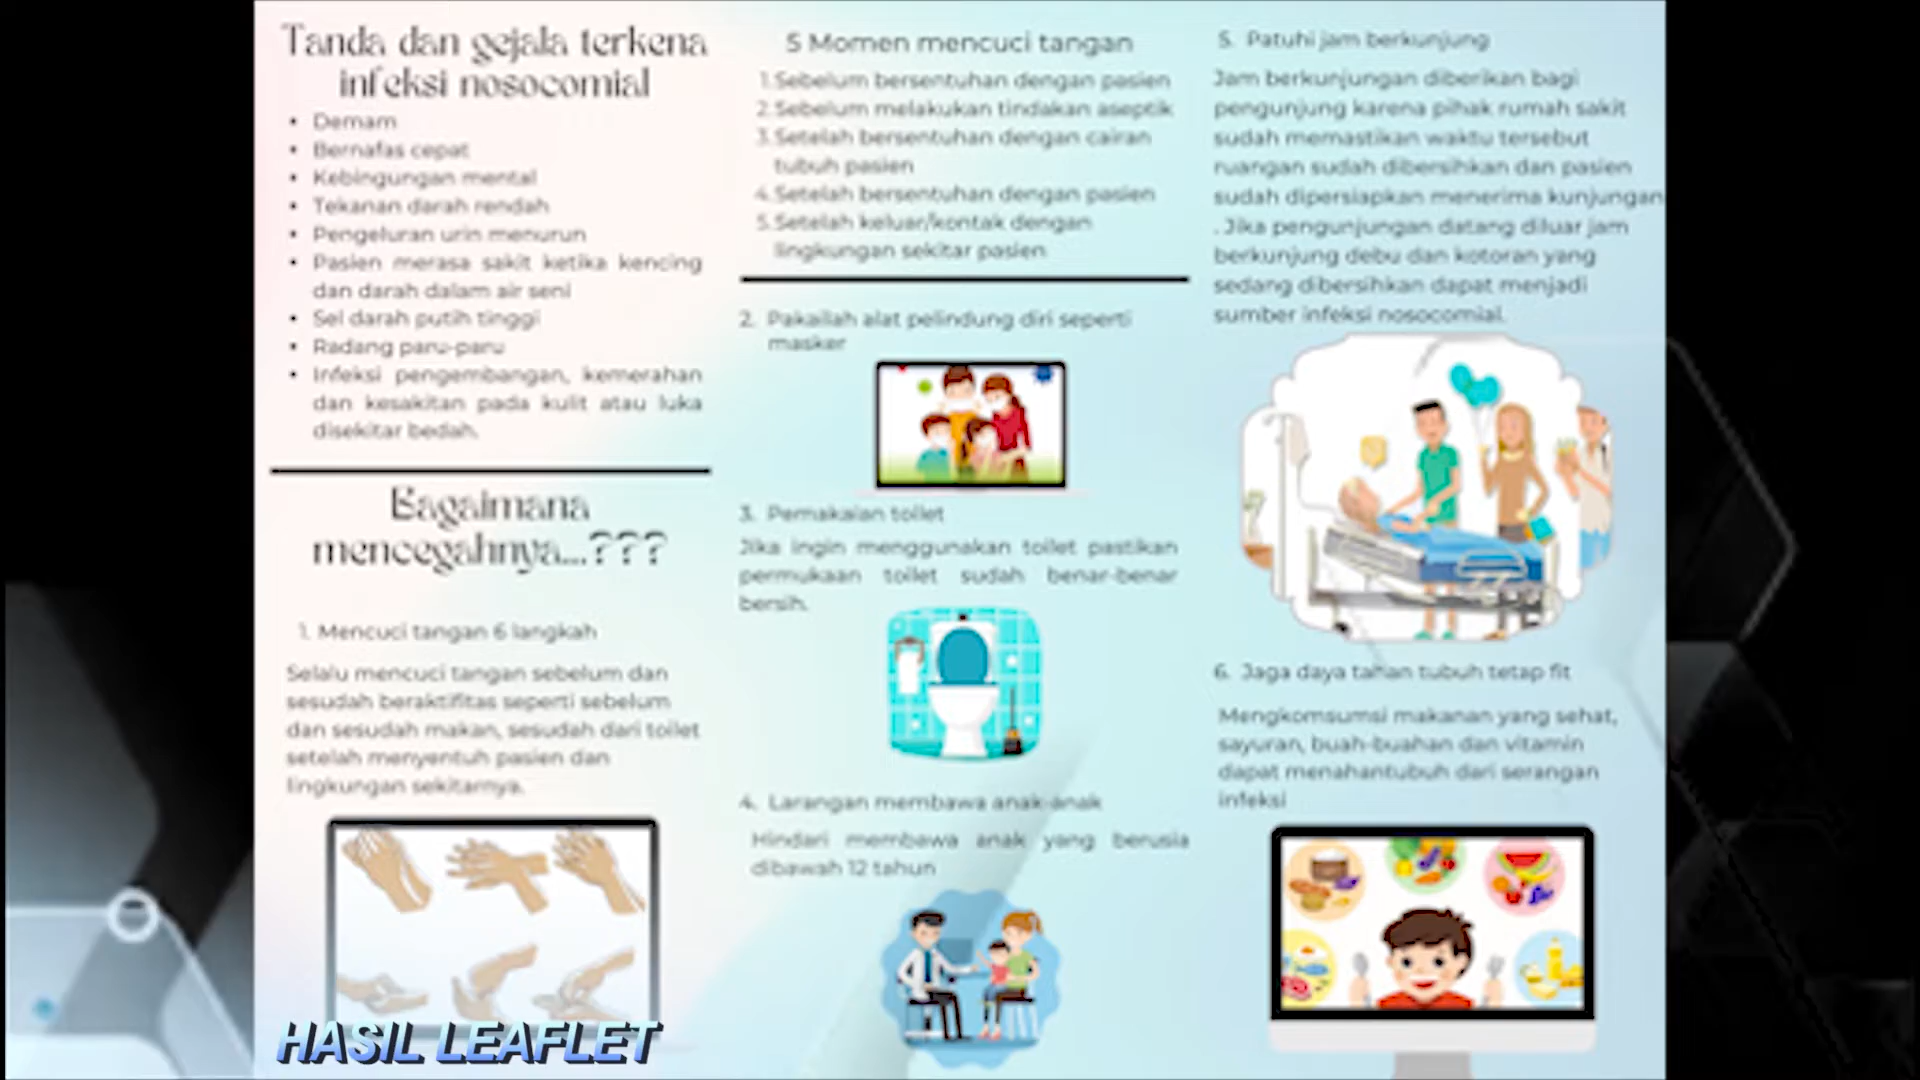 Tanda dan gejala terkena
infeksi nosocomial
• Demam
• Bernafas cepat
• Kebingungan mental
• Tekanan darah rendah
• Pengeluran urin menurun
• Pasien merasa sakit ketika kencing
dan darah dalam air seni
• Sel darah putih tinggi
• Radang paru-paru
• Infeksi pengembangan, kemerahan
dan kesakitan pada kulit atau luka
disekitar bedah.
Bagaimana
mencegahnya...???
1. Mencuci tangan 6 langkah
Selalu mencuci tangan sebelum dan
sesudah beraktifitas seperti sebelum
dan sesudah makan, sesudah dari toilet
setelah menyentuh pasien dan
lingkungan sekitarnya.
HASIL LEAFLET
5 Momen mencuci tangan
1. Sebelum bersentuhan dengan pasien
2. Sebelum melakukan tindakan aseptik
3. Setelah bersentuhan dengan cairan
tubuh pasien
4. Setelah bersentuhan dengan pasien
5. Setelah keluar/kontak dengan
lingkungan sekitar pasien
2. Pakailah alat pelindung diri seperti
masker
3. Pemakaian toilet
Jika ingin menggunakan toilet pastikan
permukaan toilet sudah benar-benar
bersih.
4. Larangan membawa anak-anak
Hindari membawa anak yang berusia
dibawah 12 tahun
5. Patuhi jam berkunjung
Jam berkunjungan diberikan bagi
pengunjung karena pihak rumah sakit
sudah memastikan waktu tersebut
ruangan sudah dibersihkan dan pasien
sudah dipersiapkan menerima kunjungan
. Jika pengunjungan datang diluar jam
berkunjung debu dan kotoran yang
sedang dibersihkan dapat menjadi
sumber infeksi nosocomial.
6. Jaga daya tahan tubuh tetap fit
Mengkomsumsi makanan yang sehat,
sayuran, buah-buahan dan vitamin
dapat menahantubuh dari serangan
infeksi